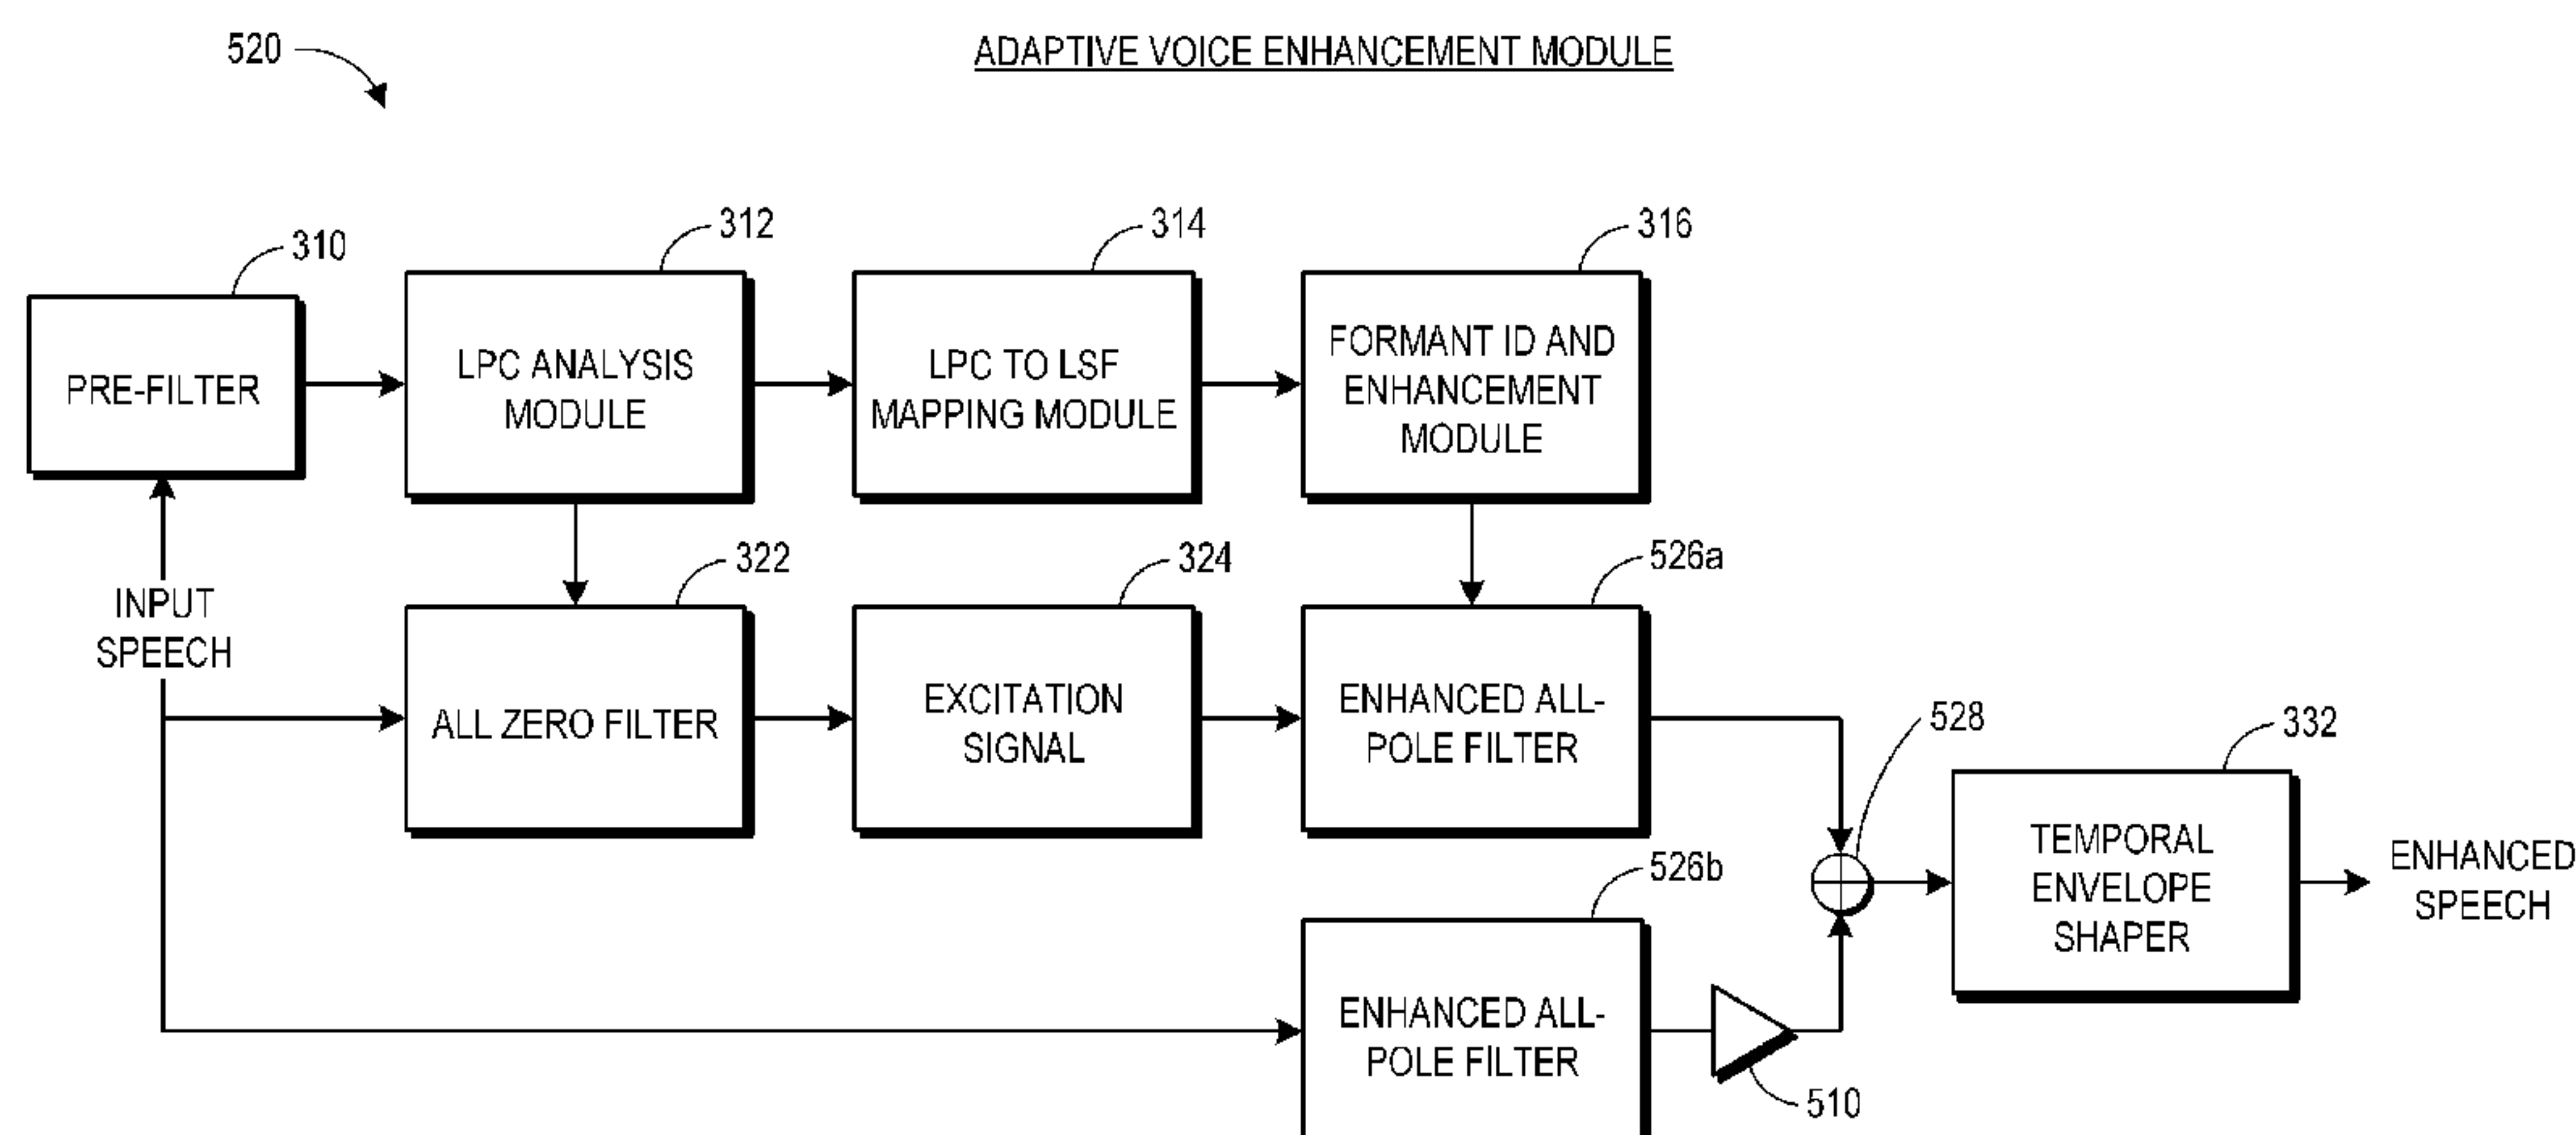 520
ADAPTIVE VOICE ENHANCEMENT MODULE
310
312
314
316
PRE-FILTER
LPC ANALYSIS
MODULE
LPC TO LSF
MAPPING MODULE
FORMANT ID AND
ENHANCEMENT
MODULE
INPUT
SPEECH
322
324
526a
ALL ZERO FILTER
EXCITATION
SIGNAL
ENHANCED ALL-
POLE FILTER
528
332
TEMPORAL
ENVELOPE
SHAPER
ENHANCED
SPEECH
526b
ENHANCED ALL-
POLE FILTER
510